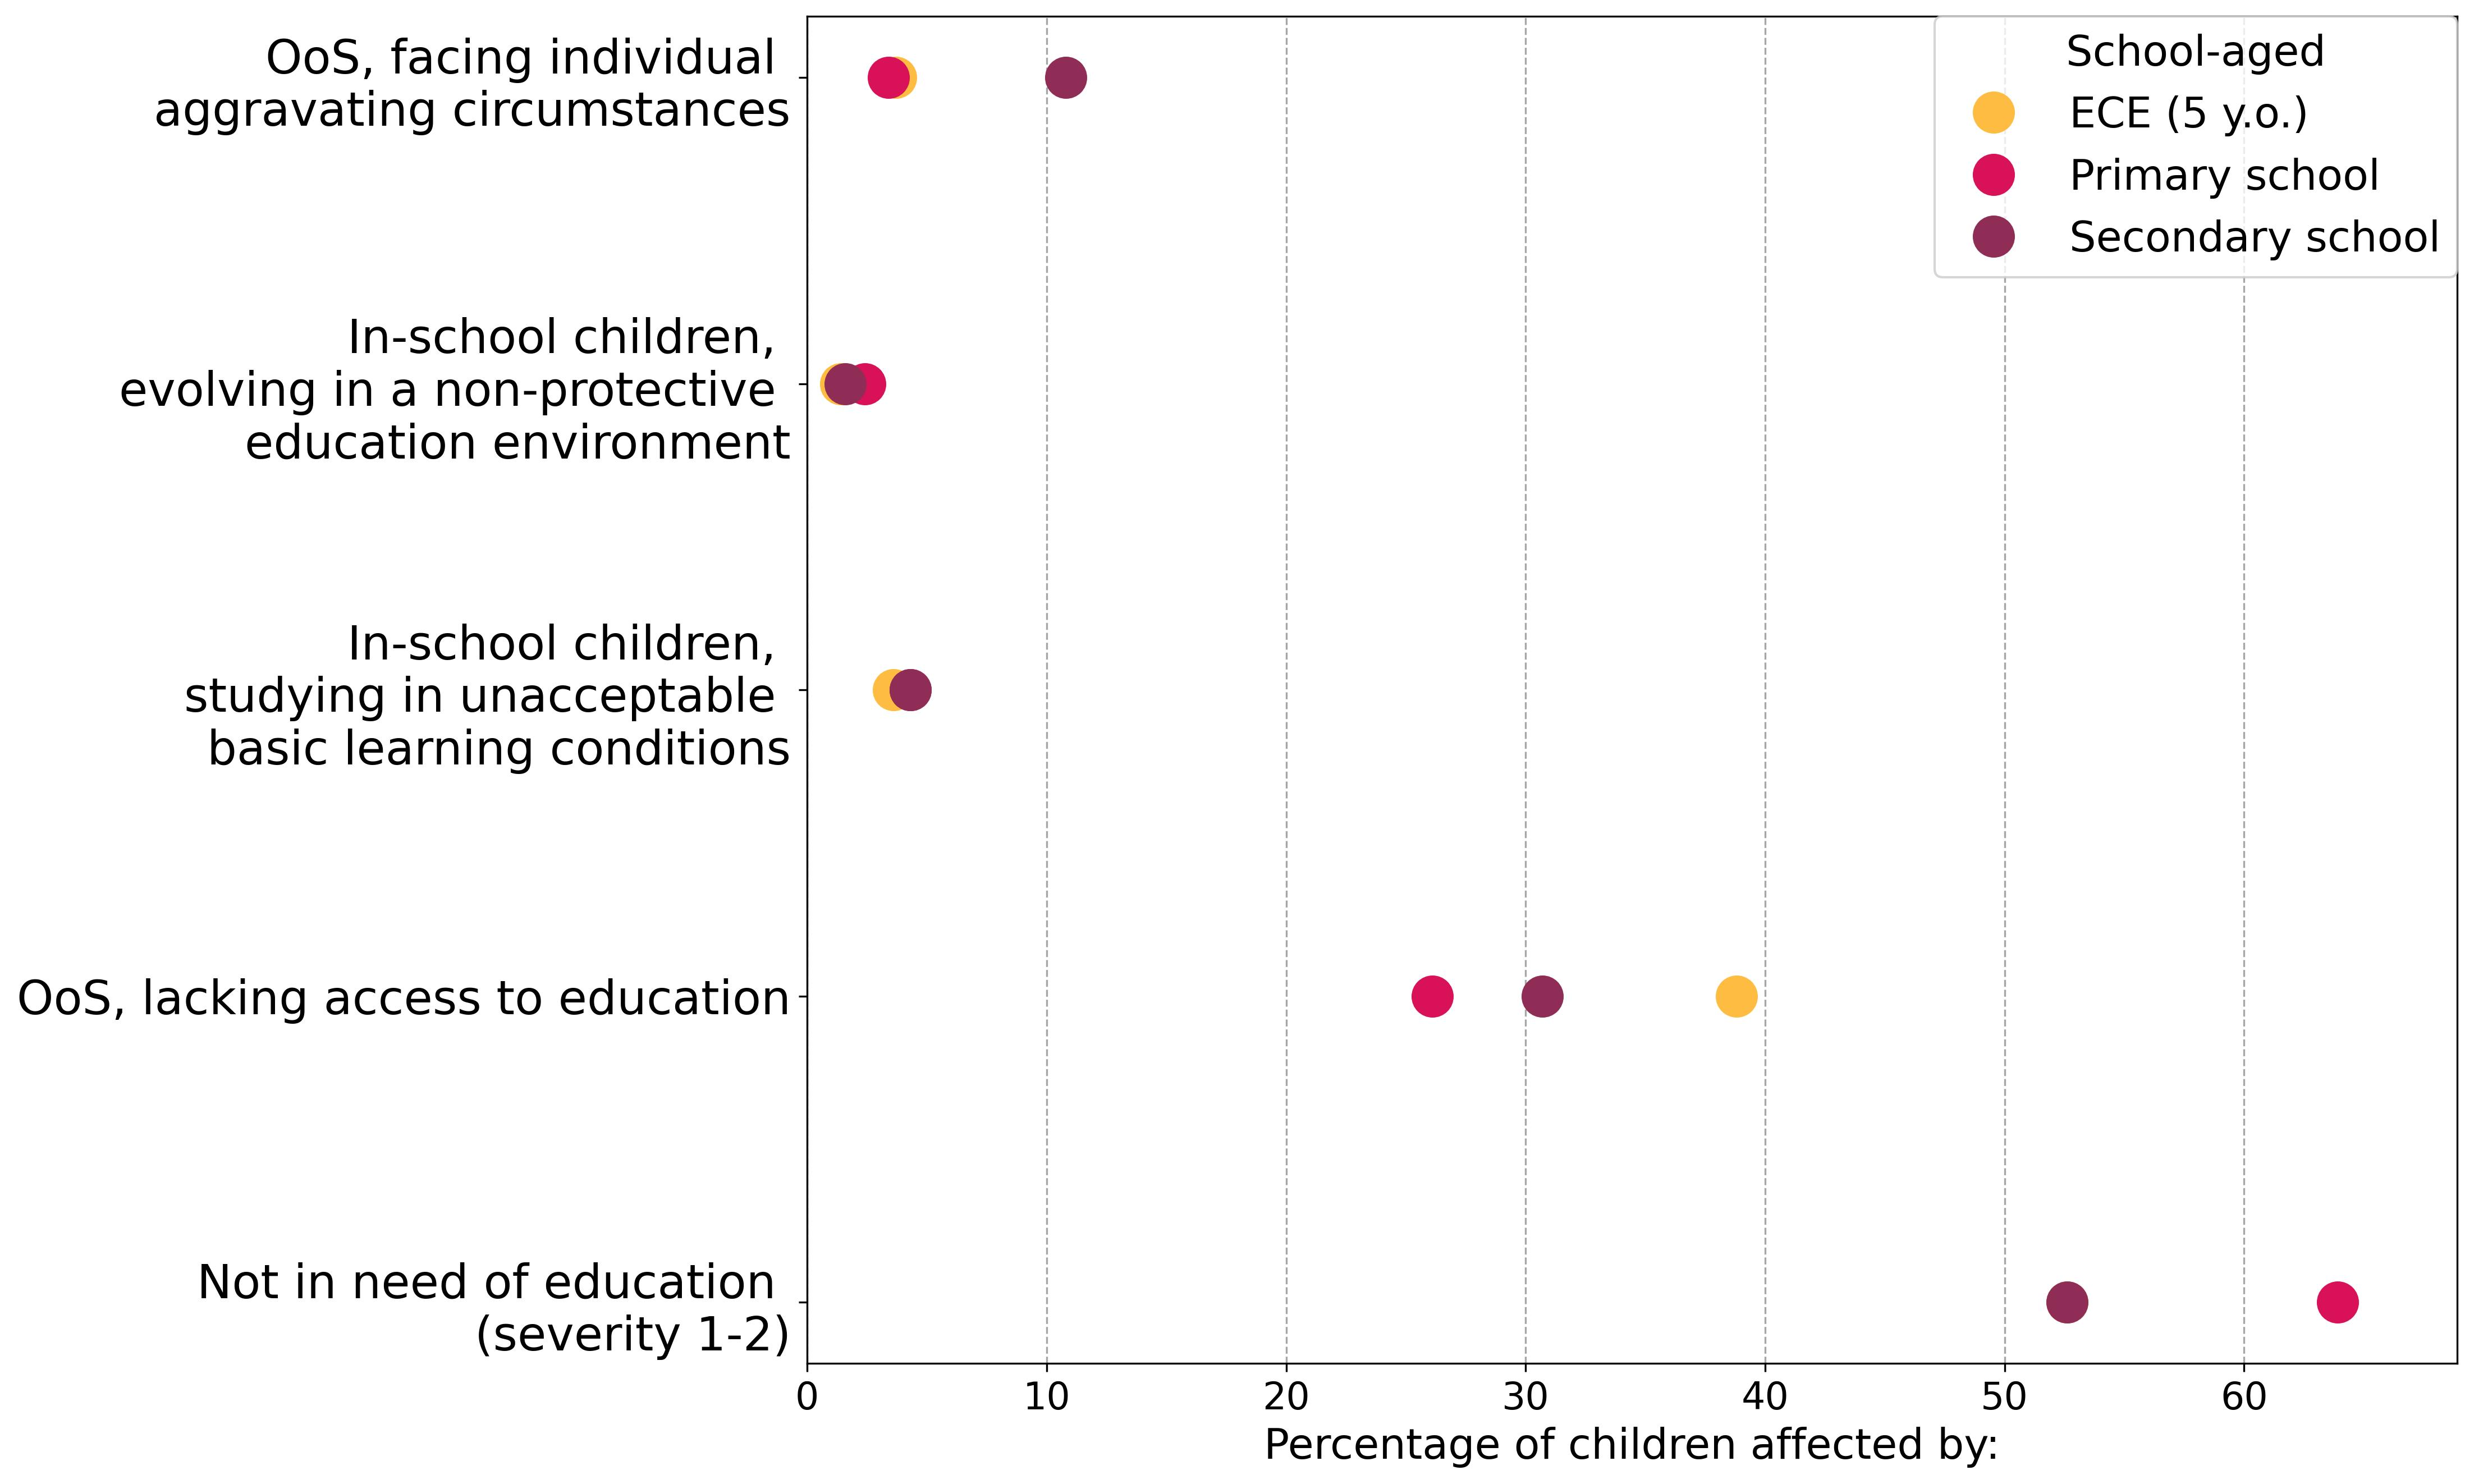 OoS, facing individual
aggravating circumstances
In-school children,
evolving in a non-protective
education environment
In-school children,
studying in unacceptable
basic learning conditions
OoS, lacking access to education
Not in need of education
(severity 1-2)
School-aged
ECE (5 y.o.)
Primary school
Secondary school
0 10 20 30 40 50 60
Percentage of children affected by: